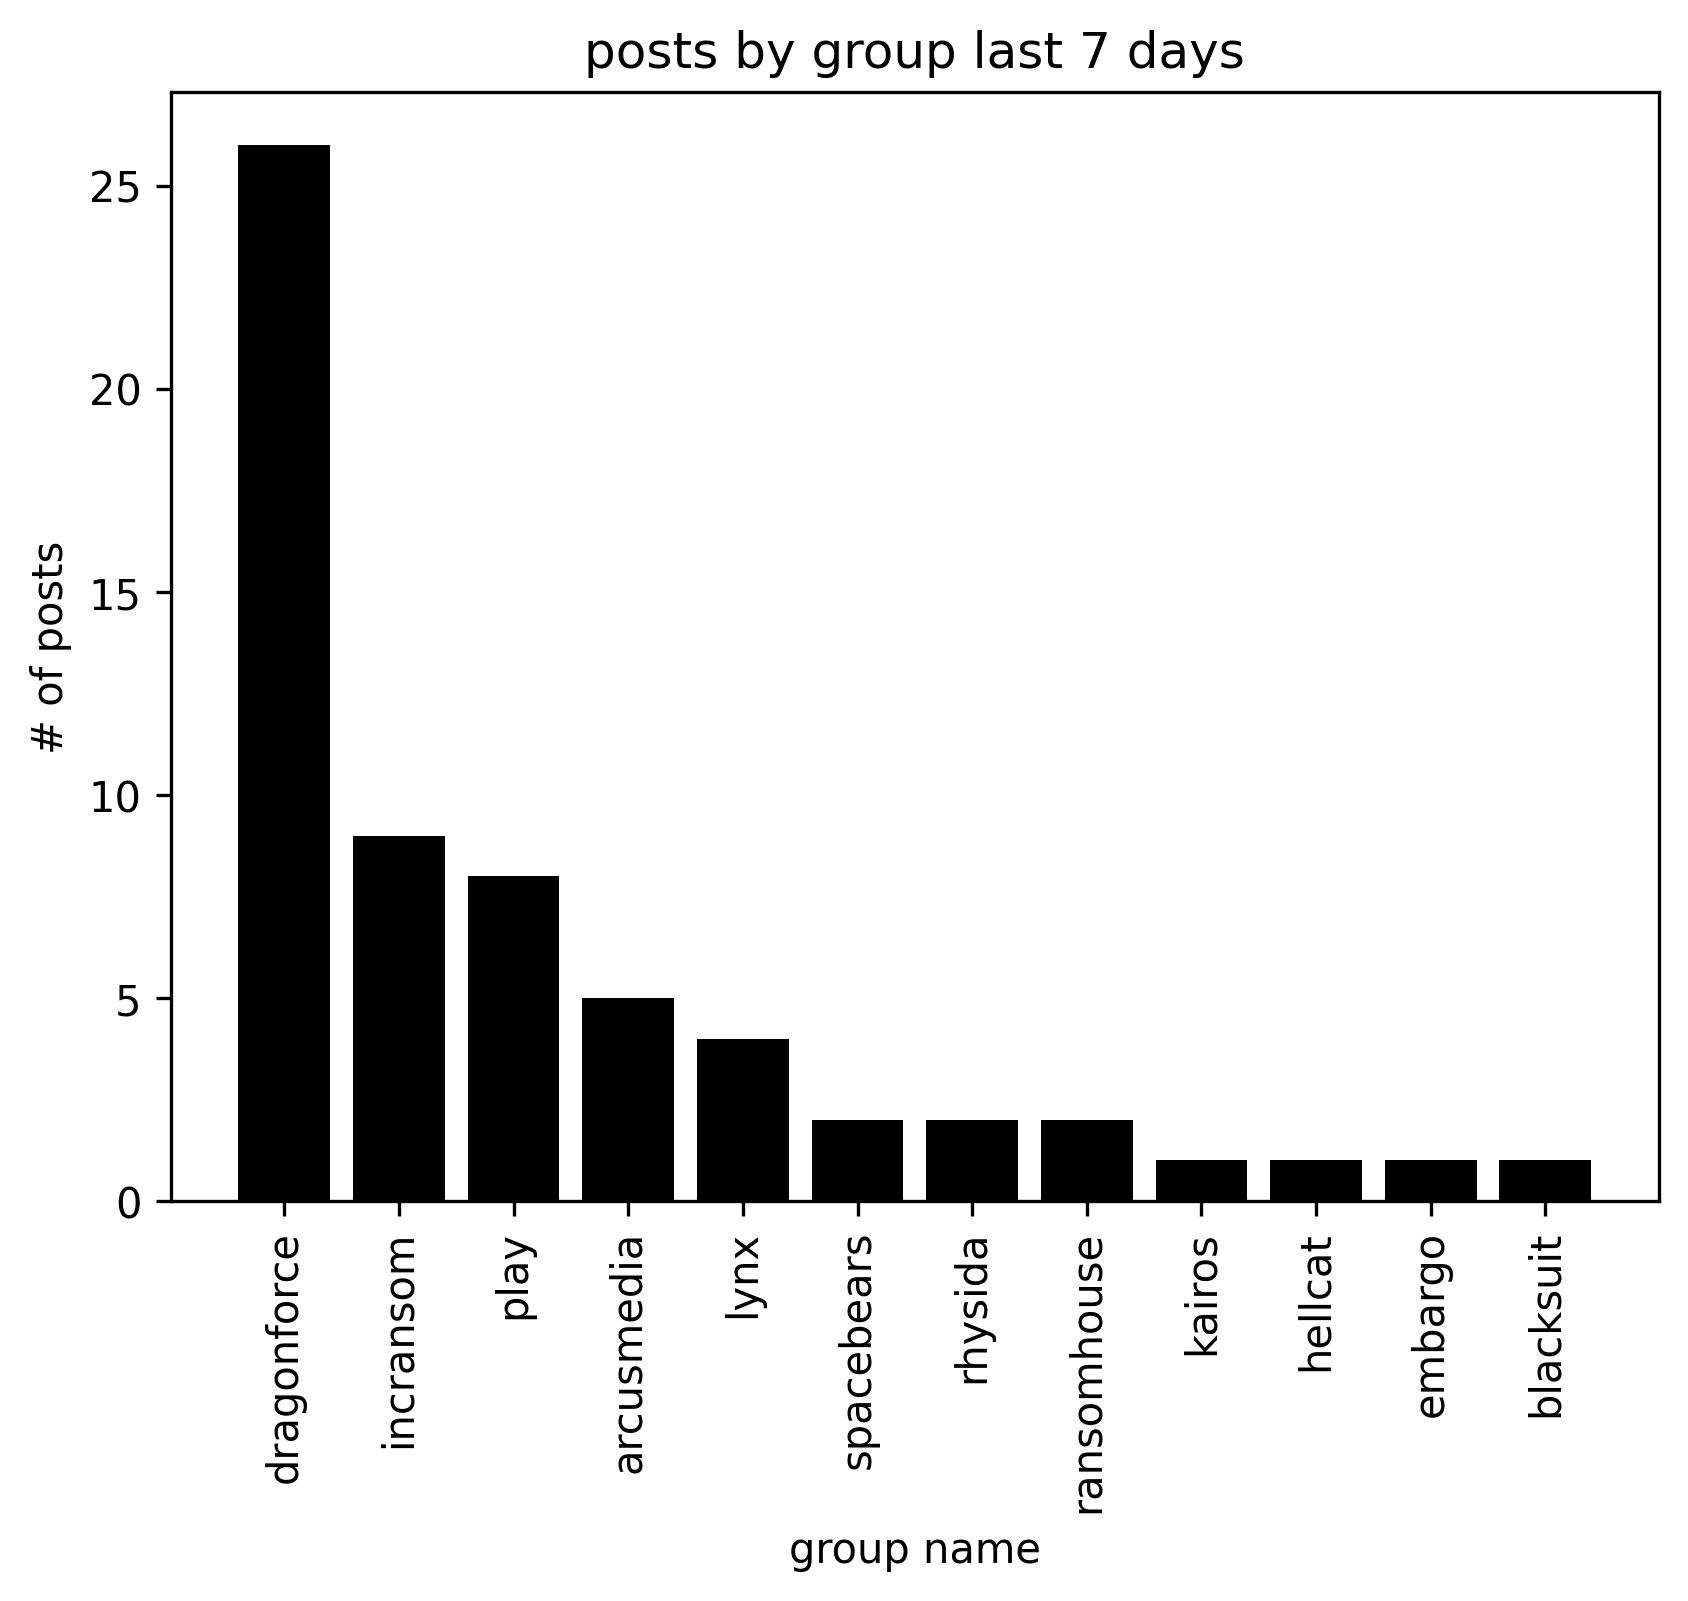 posts by group last 7 days
# of posts
25
20
15
10
5
0
dragonforce
incransom
play
arcusmedia
lynx
spacebears
rhysida
ransomhouse
kairos
hellcat
embargo
blacksuit
group name